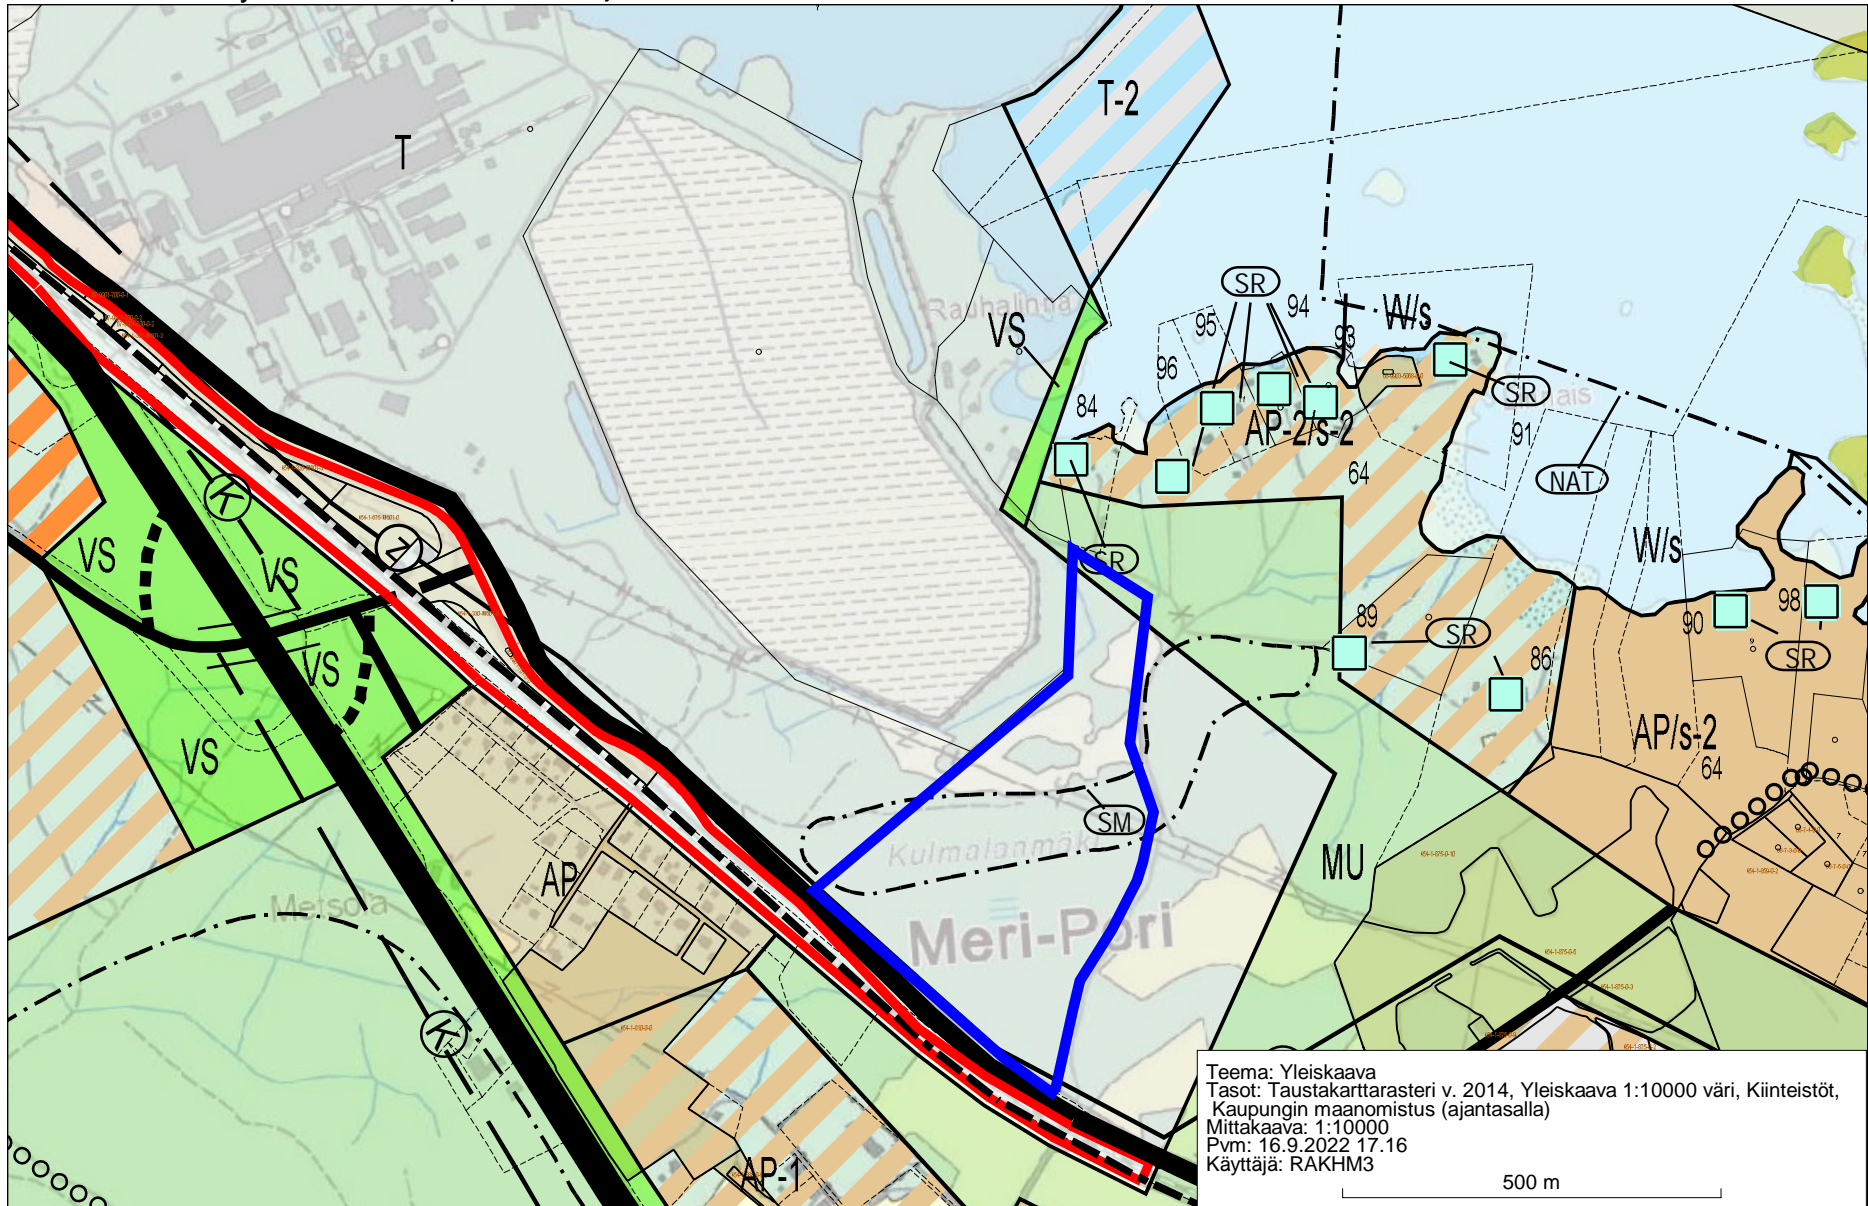 T
T-2
Rauhalinna
VS
SR
95
94
93
W/s
96
84
AP-2/s-2
SR
91
64
NAT
K
Z
VS
VS
SR
W/s
89
SR
90
98
SR
86
VS
VS
AP/s-2
64
SM
Kulmalanmäki
MU
AP
Metsola
Meri-Pori
K
AP-1
Teema: Yleiskaava
Tasot: Taustakarttarasteri v. 2014, Yleiskaava 1:10000 väri, Kiinteistöt,
Kaupungin maanomistus (ajantasalla)
Mittakaava: 1:10000
Pvm: 16.9.2022 17.16
Käyttäjä: RAKHM3
500 m